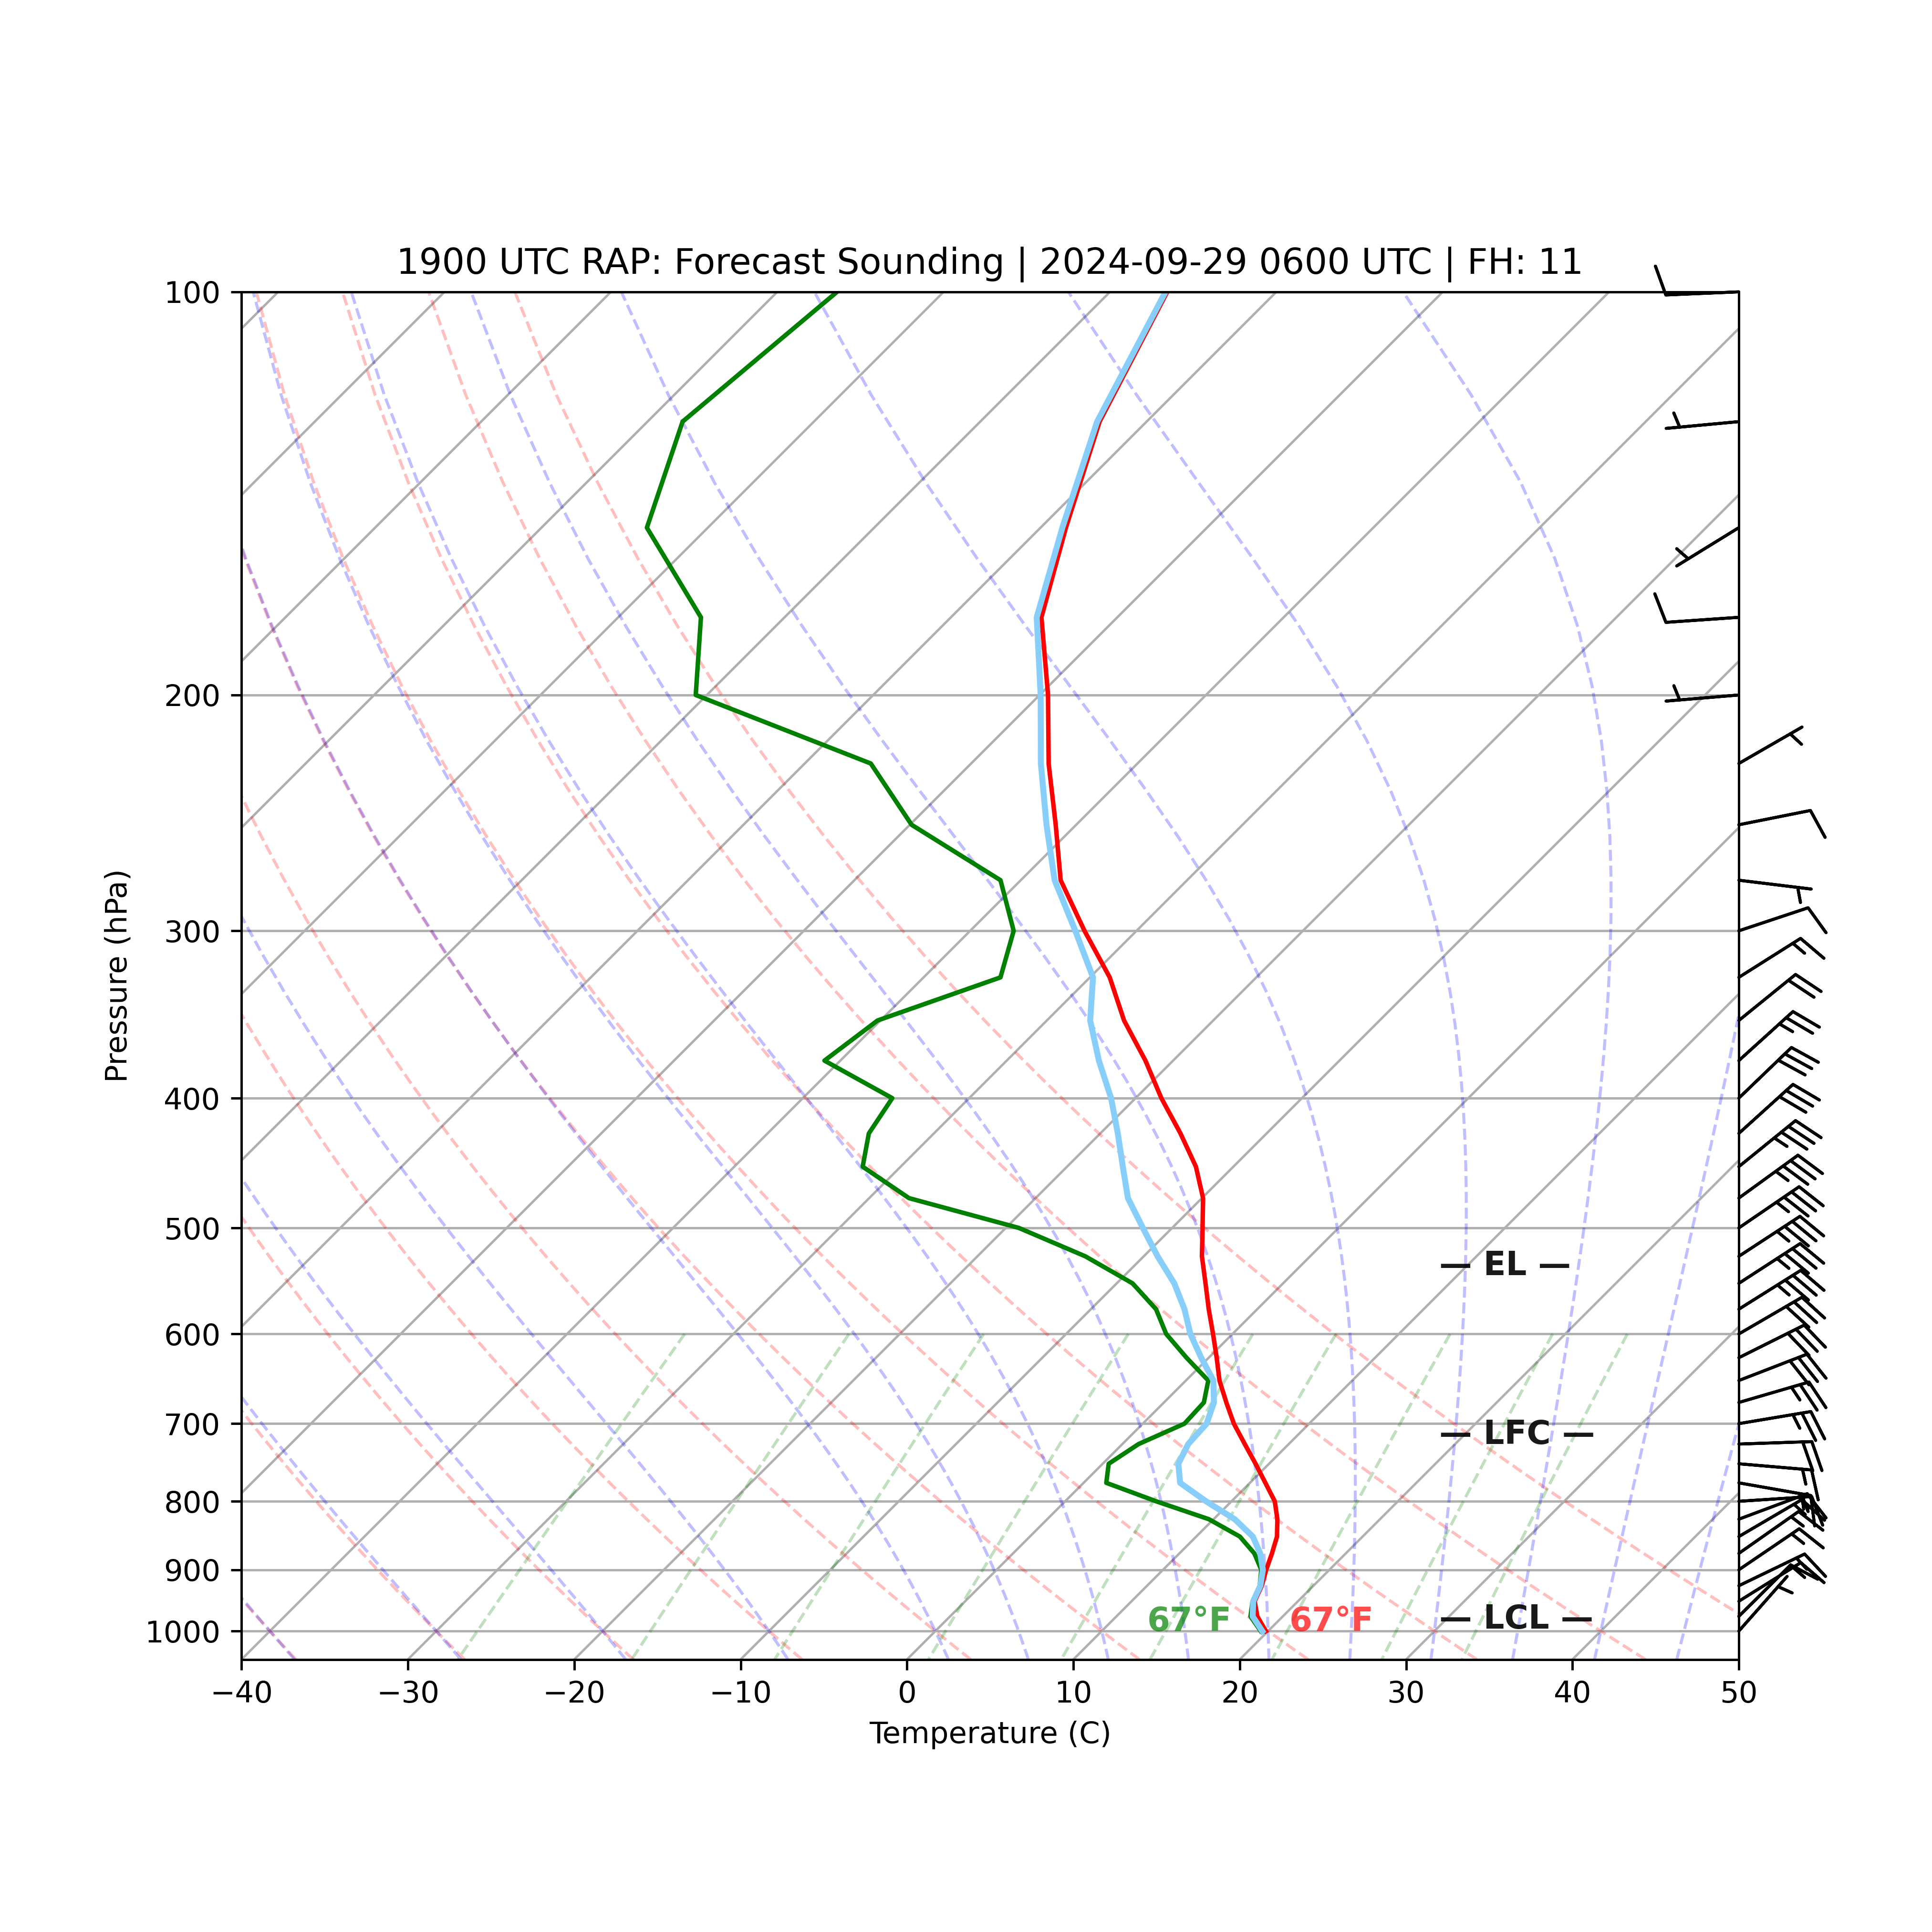 1900 UTC RAP: Forecast Sounding | 2024-09-29 0600 UTC | FH: 11
100
200
300
400
500
600
700
800
900
1000
Pressure (hPa)
— EL —
— LFC —
— LCL —
67°F 67°F
−40 −30 −20 −10 0 10 20 30 40 50
Temperature (C)